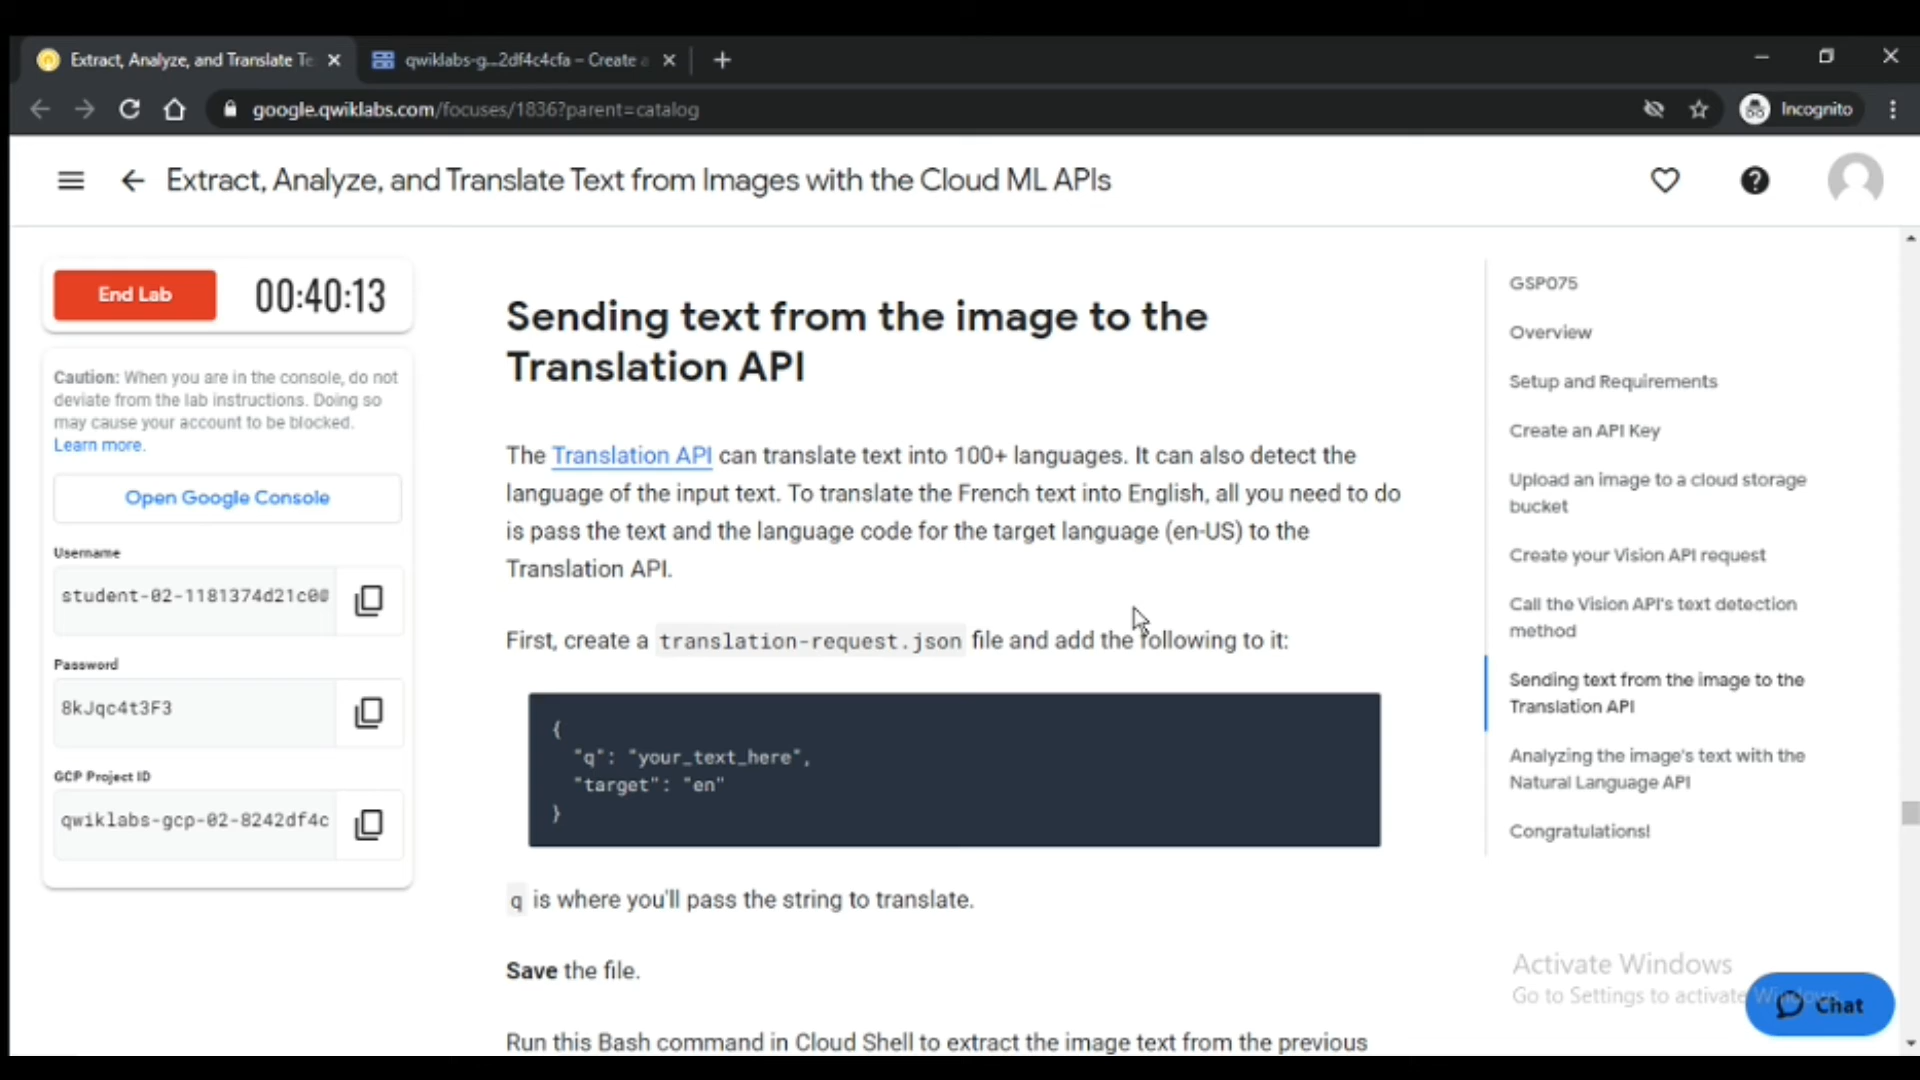 Extract, Analyze, and Translate Te
qwiklabs-g...2df4c4cfa – Create a
google.qwiklabs.com/focuses/1836?parent=catalog
Incognito
Extract, Analyze, and Translate Text from Images with the Cloud ML APIs
End Lab
00:40:13
Caution: When you are in the console, do not
deviate from the lab instructions. Doing so
may cause your account to be blocked.
Learn more.
Open Google Console
Username
student-02-1181374d21c00
Password
8kJqc4t3F3
GCP Project ID
qwiklabs-gcp-02-8242df4c
Sending text from the image to the
Translation API
The Translation API can translate text into 100+ languages. It can also detect the
language of the input text. To translate the French text into English, all you need to do
is pass the text and the language code for the target language (en-US) to the
Translation API.
First, create a translation-request.json file and add the following to it:
{
"q": "your_text_here",
"target": "en"
}
q is where you'll pass the string to translate.
Save the file.
Run this Bash command in Cloud Shell to extract the image text from the previous
GSP075
Overview
Setup and Requirements
Create an API Key
Upload an image to a cloud storage
bucket
Create your Vision API request
Call the Vision API's text detection
method
Sending text from the image to the
Translation API
Analyzing the image's text with the
Natural Language API
Congratulations!
Activate Windows
Go to Settings to activate Windows.
Chat